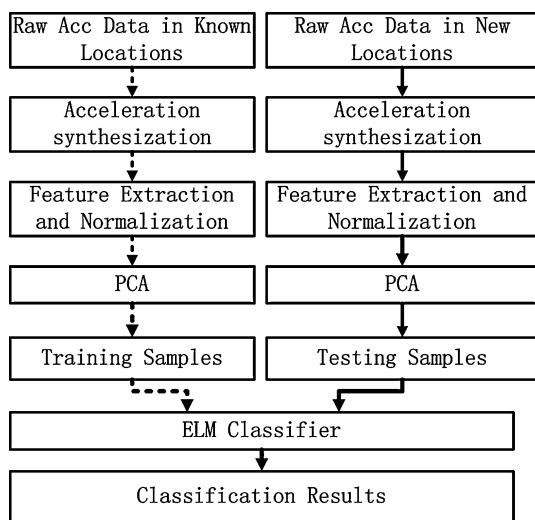 Raw Acc Data in Known
Locations
Raw Acc Data in New
Locations
Acceleration
synthesization
Acceleration
synthesization
Feature Extraction
and Normalization
Feature Extraction and
Normalization
PCA
PCA
Training Samples
Testing Samples
ELM Classifier
Classification Results